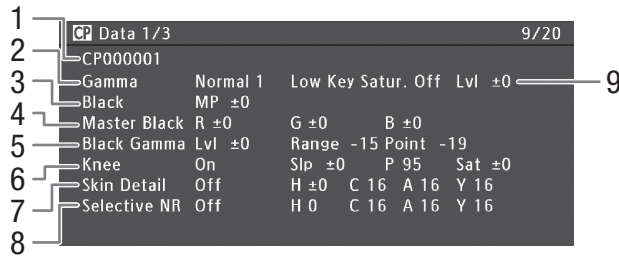 CP Data 1/3 9/20
1 CP000001
2 Gamma Normal 1 Low Key Satur. Off Lvl ±0 9
3 Black MP ±0
4 Master Black R ±0 G ±0 B ±0
5 Black Gamma Lvl ±0 Range -15 Point -19
6 Knee On Slp ±0 P 95 Sat ±0
7 Skin Detail Off H ±0 C 16 A 16 Y 16
8 Selective NR Off H 0 C 16 A 16 Y 16